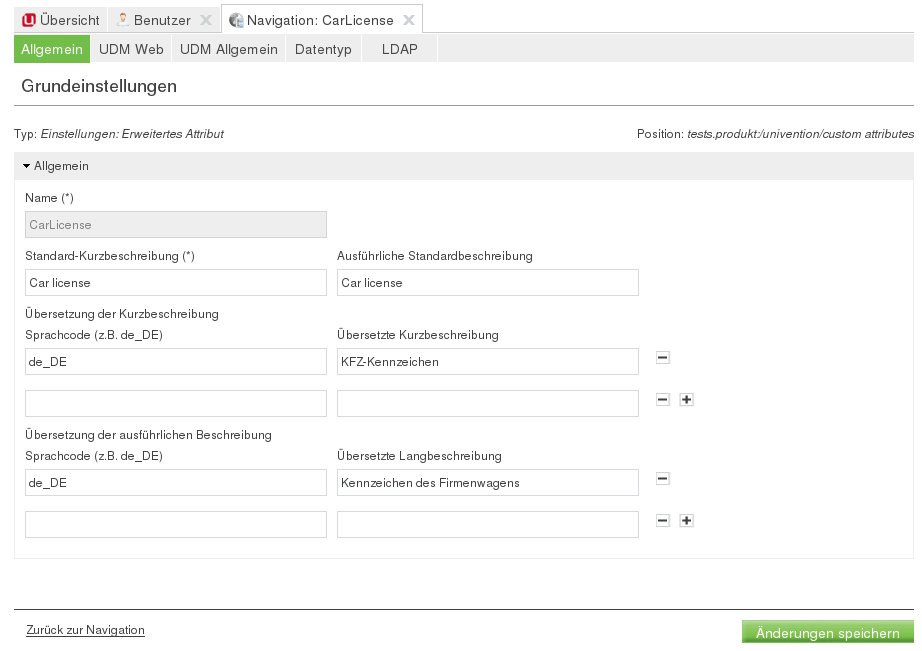 Übersicht Benutzer Navigation: CarLicense
Allgemein UDM Web UDM Allgemein Datentyp LDAP
Grundeinstellungen
Typ: Einstellungen: Erweitertes Attribut Position: tests.produkt:/univention/custom attributes
Allgemein
Name (*)
CarLicense
Standard-Kurzbeschreibung (*) Ausführliche Standardbeschreibung
Car license Car license
Übersetzung der Kurzbeschreibung
Sprachcode (z.B. de_DE) Übersetzte Kurzbeschreibung
de_DE KFZ-Kennzeichen
Übersetzung der ausführlichen Beschreibung
Sprachcode (z.B. de_DE) Übersetzte Langbeschreibung
de_DE Kennzeichen des Firmenwagens
Zurück zur Navigation Änderungen speichern